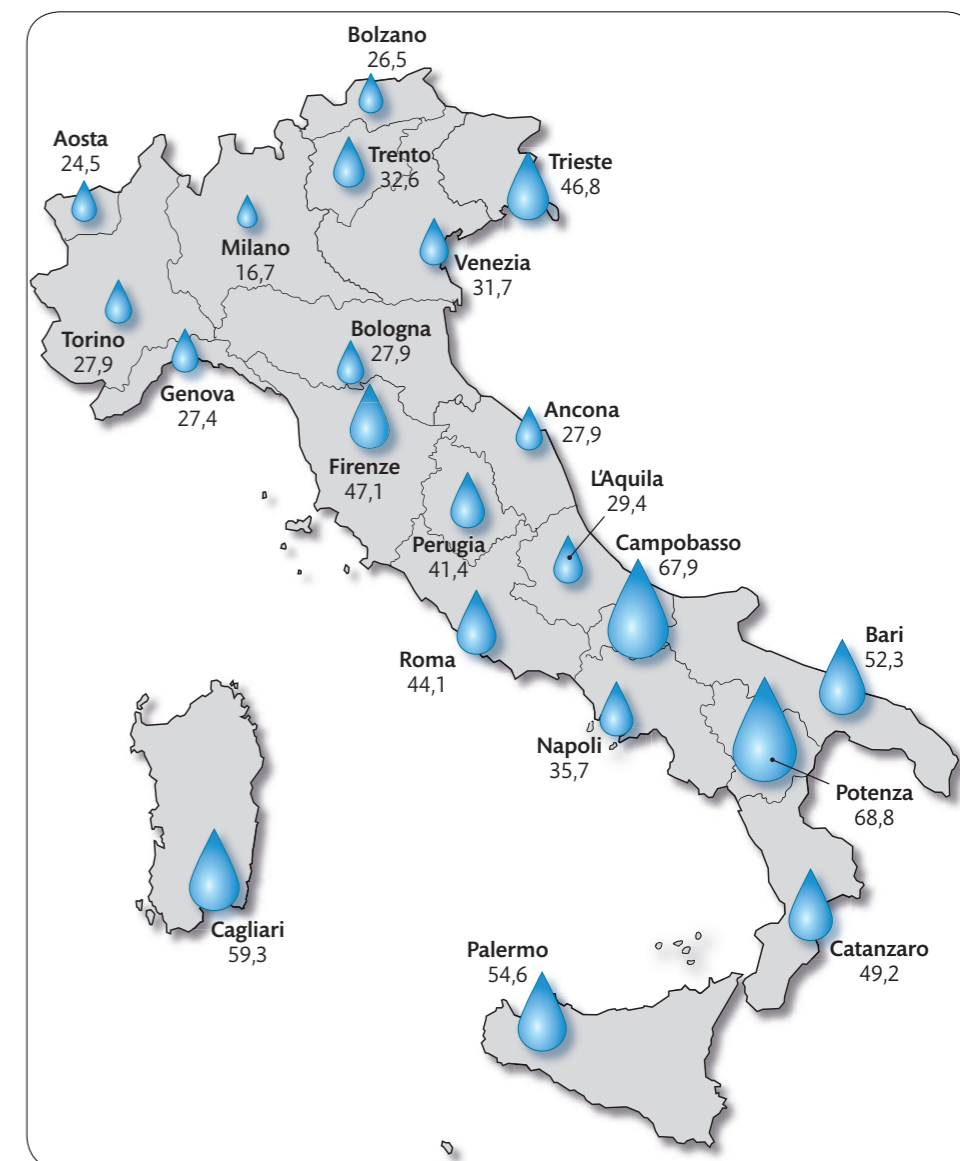 Bolzano
26,5
Aosta
24,5
Trento
32,6
Trieste
46,8
Milano
16,7
Venezia
31,7
Torino
27,9
Bologna
27,9
Genova
27,4
Ancona
27,9
Firenze
47,1
L'Aquila
29,4
Perugia
41,4
Campobasso
67,9
Bari
52,3
Roma
44,1
Napoli
35,7
Potenza
68,8
Cagliari
59,3
Palermo
54,6
Catanzaro
49,2